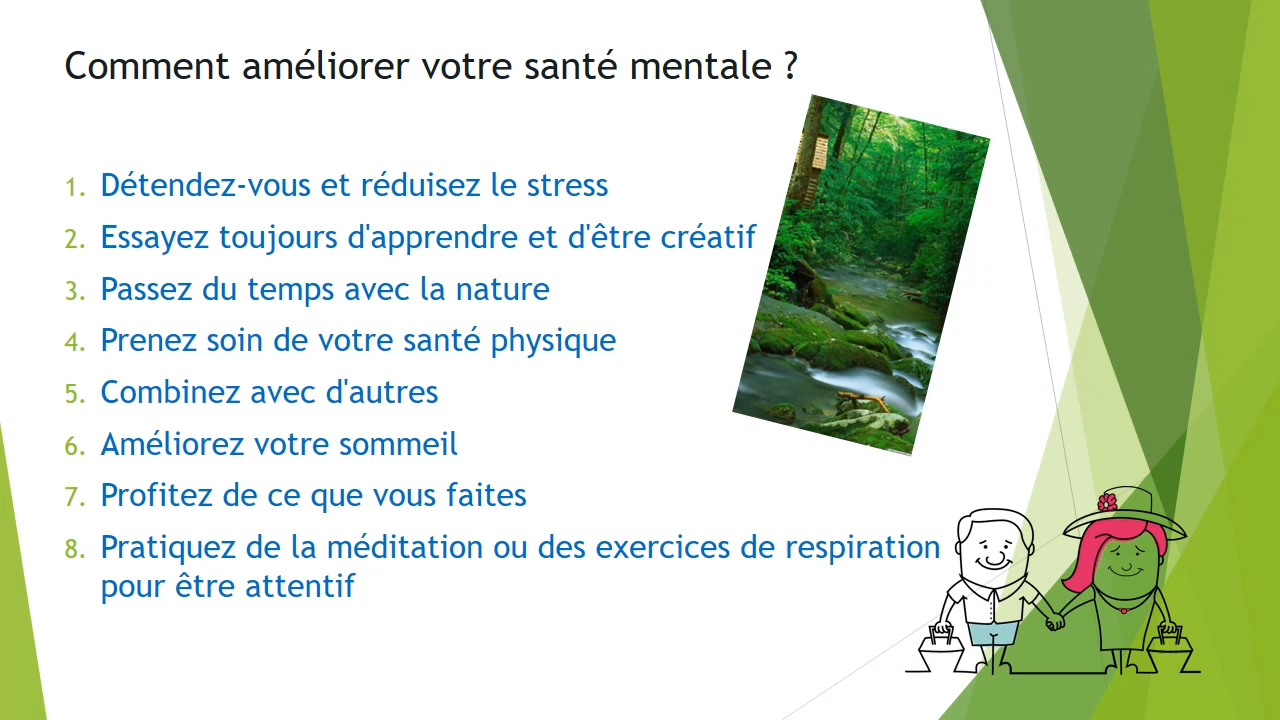 Comment améliorer votre santé mentale ?
1. Détendez-vous et réduisez le stress
2. Essayez toujours d'apprendre et d'être créatif
3. Passez du temps avec la nature
4. Prenez soin de votre santé physique
5. Combinez avec d'autres
6. Améliorez votre sommeil
7. Profitez de ce que vous faites
8. Pratiquez de la méditation ou des exercices de respiration
pour être attentif